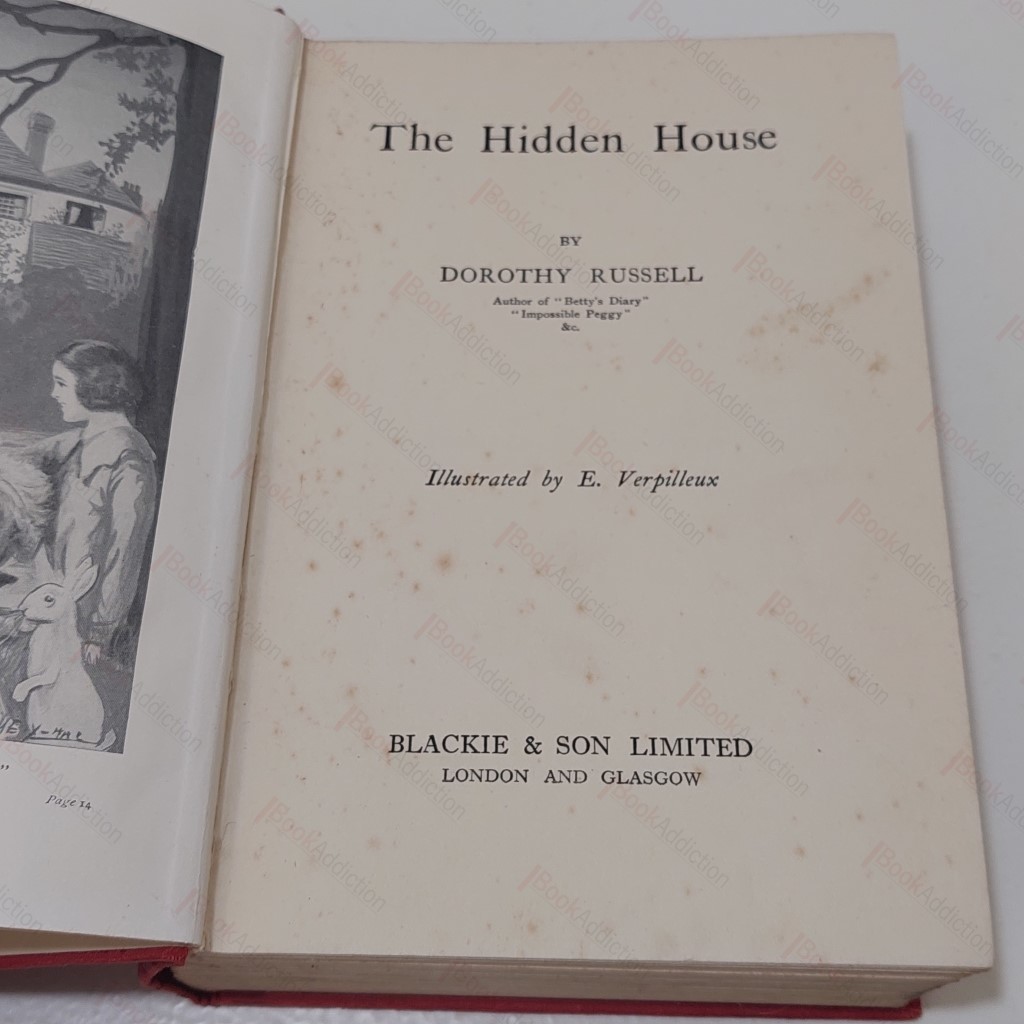 The Hidden House
BY
DOROTHY RUSSELL
Author of "Betty's Diary"
"Impossible Peggy"
&c.
Illustrated by E. Verpilleux
BLACKIE & SON LIMITED
LONDON AND GLASGOW
"
Page 14
BookAddiction